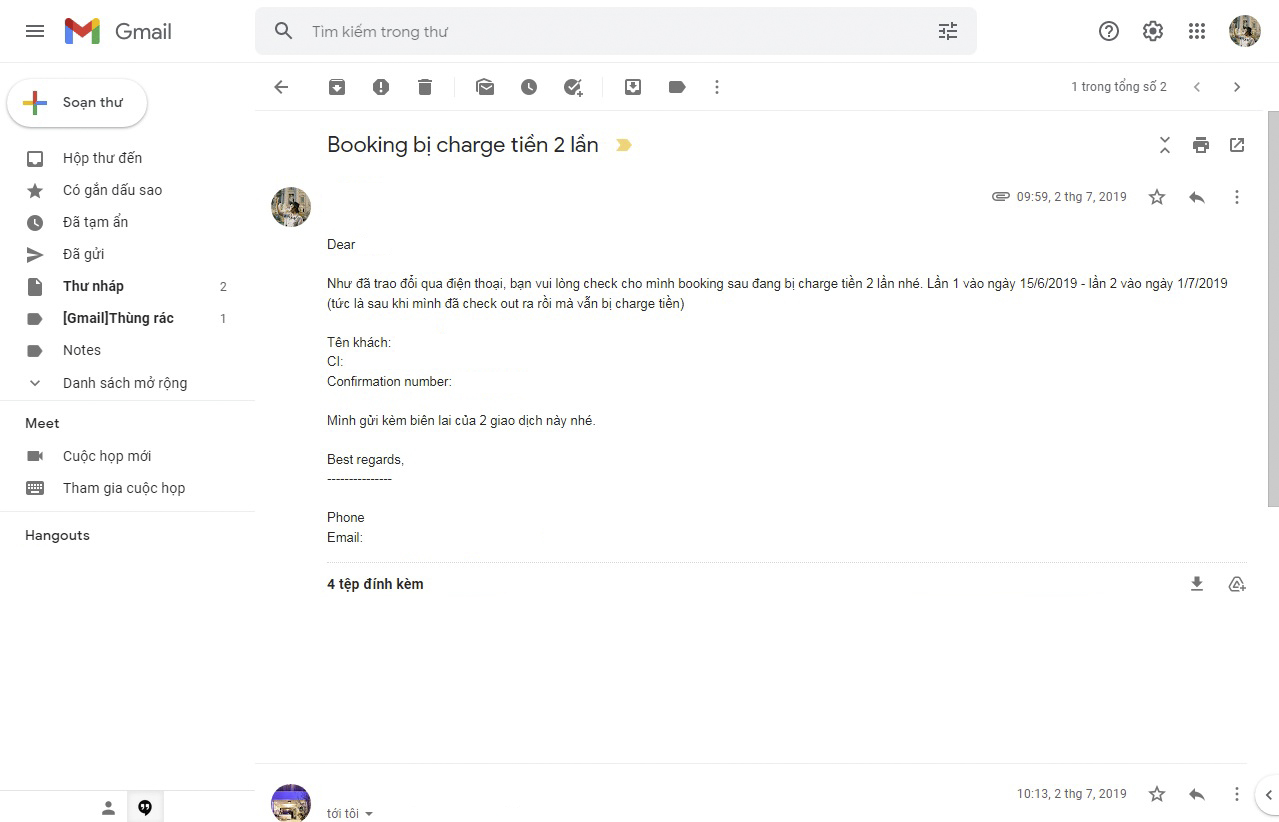 Gmail
Tìm kiếm trong thư
Soạn thư
1 trong tổng số 2
Hộp thư đến
Có gắn dấu sao
Đã tạm ẩn
Đã gửi
Thư nháp 2
[Gmail]Thùng rác 1
Notes
Danh sách mở rộng
Meet
Cuộc họp mới
Tham gia cuộc họp
Hangouts
Booking bị charge tiền 2 lần
09:59, 2 thg 7, 2019
Dear
Như đã trao đổi qua điện thoại, bạn vui lòng check cho mình booking sau đang bị charge tiền 2 lần nhé. Lần 1 vào ngày 15/6/2019 - lần 2 vào ngày 1/7/2019
(tức là sau khi mình đã check out ra rồi mà vẫn bị charge tiền)
Tên khách:
CI:
Confirmation number:
Mình gửi kèm biên lai của 2 giao dịch này nhé.
Best regards,
---------------
Phone
Email:
4 tệp đính kèm
10:13, 2 thg 7, 2019
tới tôi